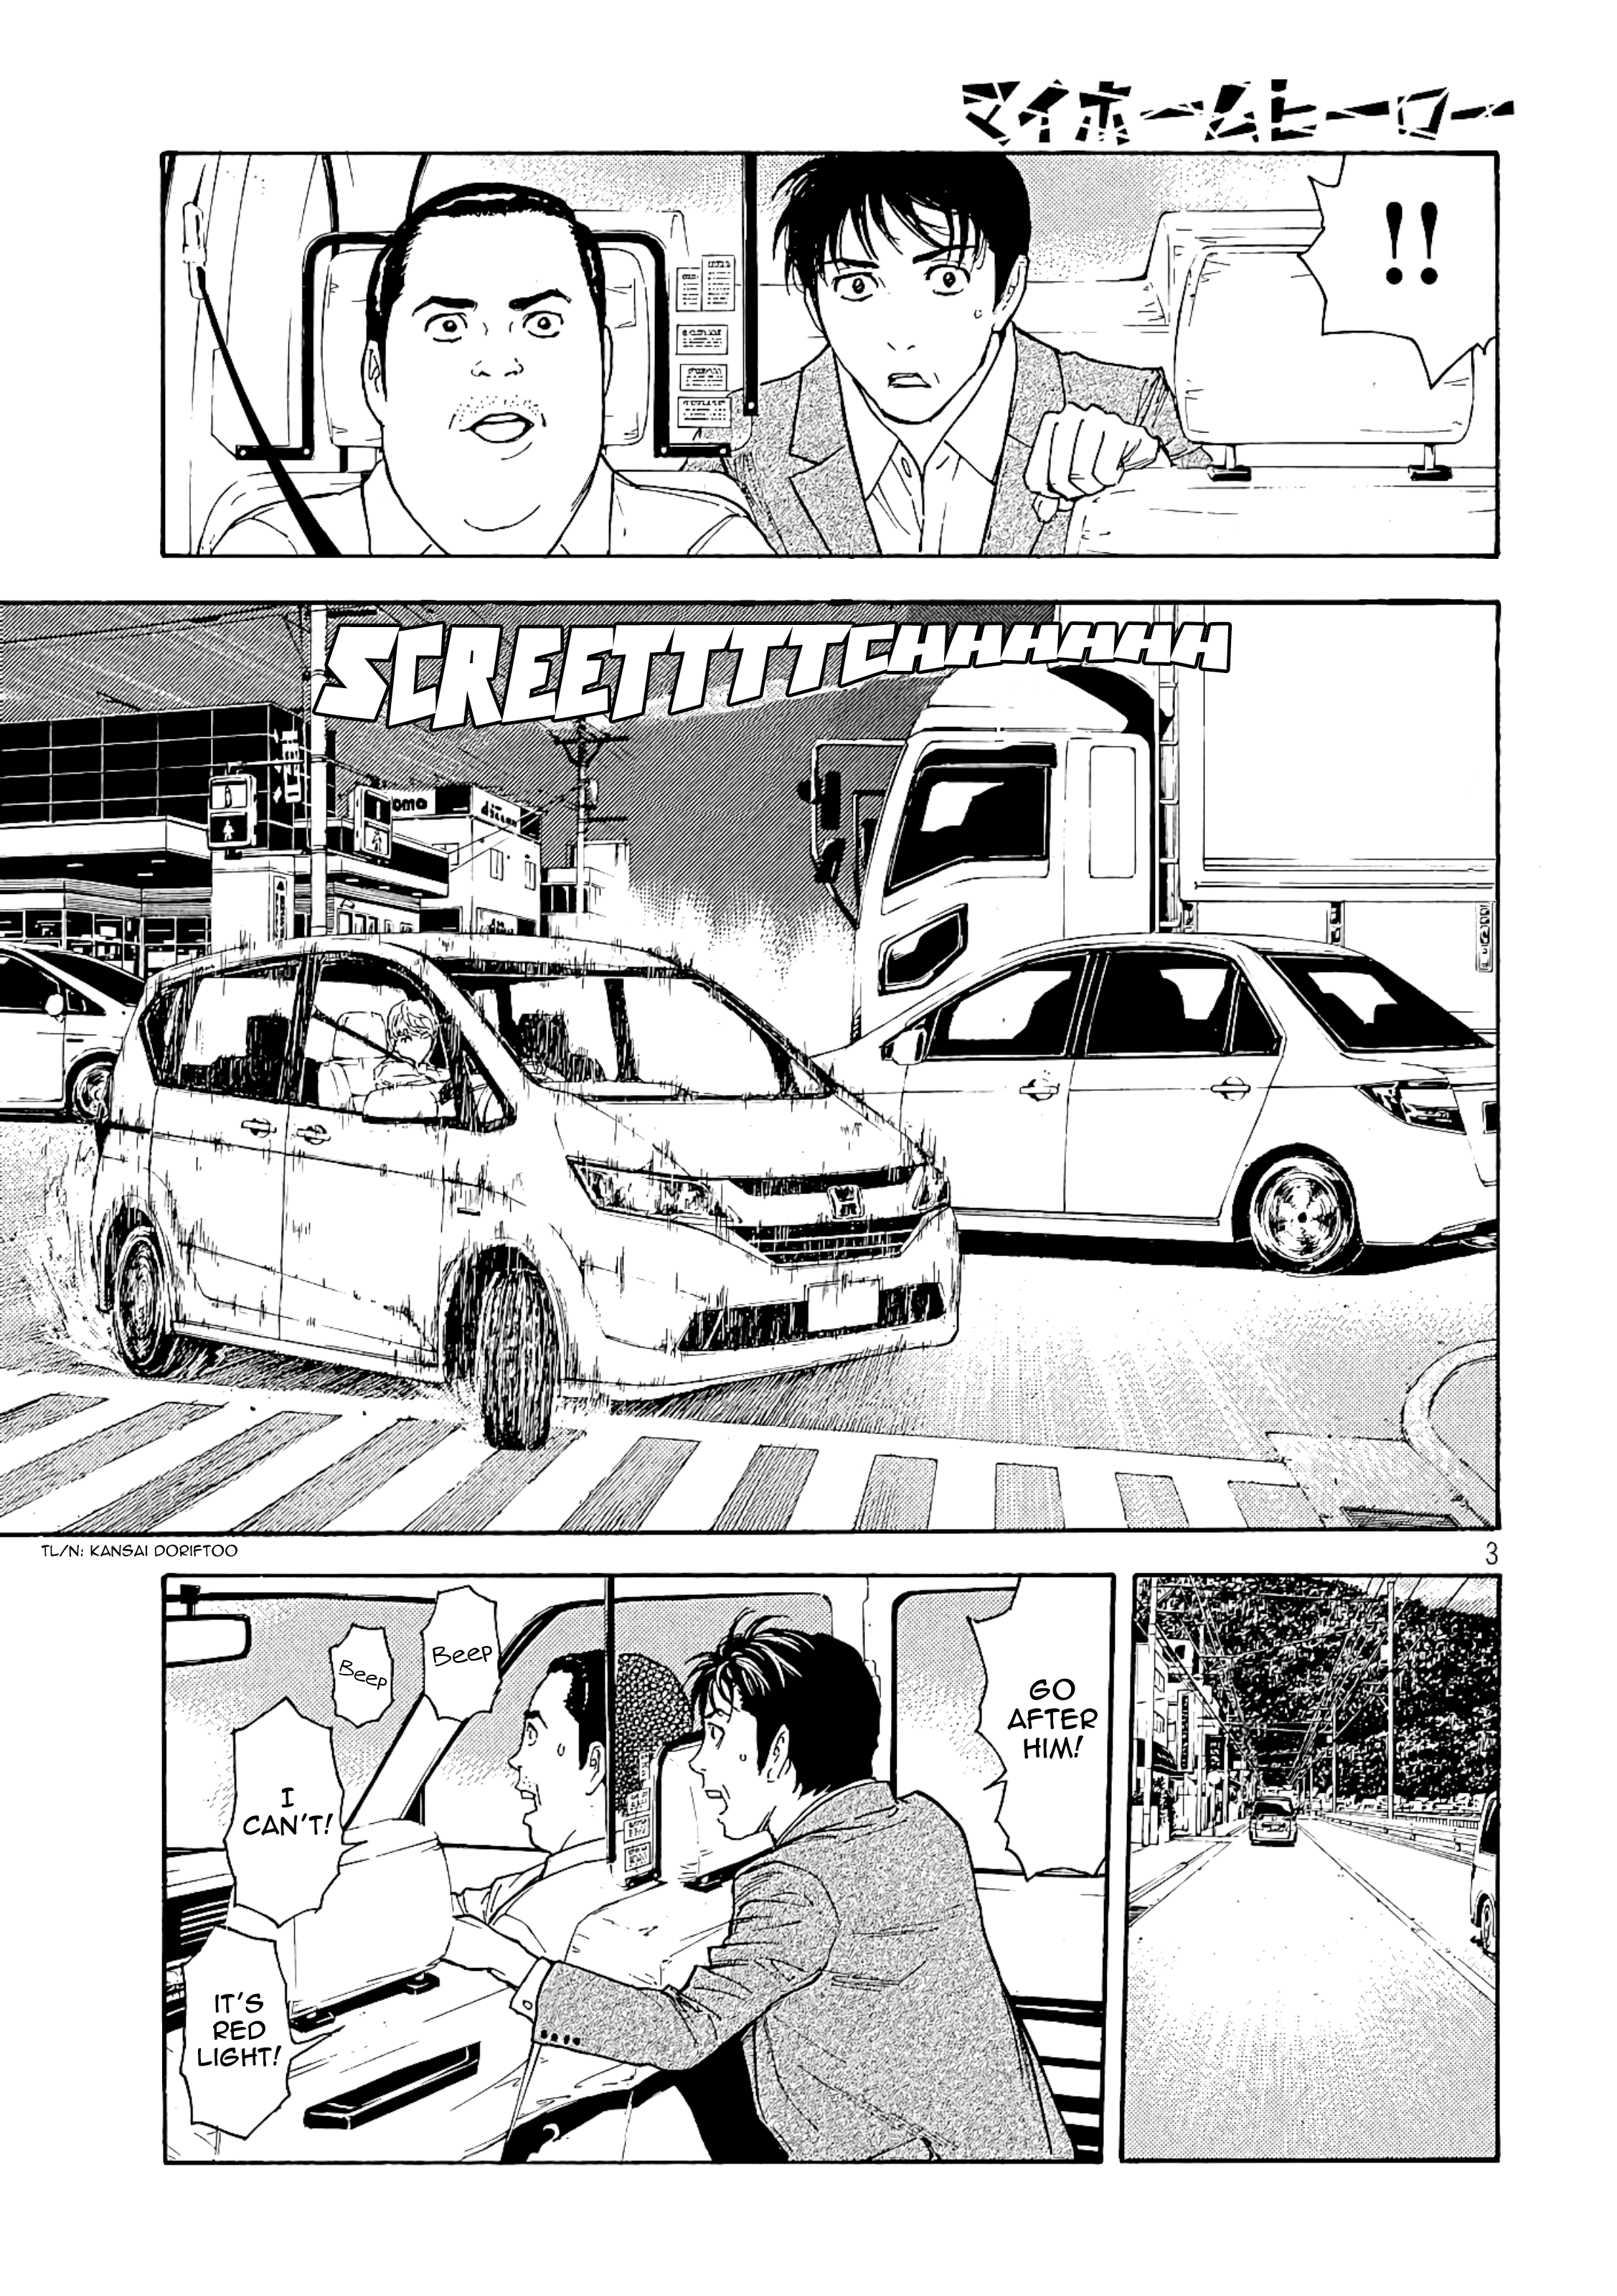 マイホームヒーロー
!!
SCREETTTTCHHHHHH
omo
TL/N: KANSAI DORIFTOO
3
GO
AFTER
HIM!
Beep
Beep
I
CAN'T!
IT'S
RED
LIGHT!